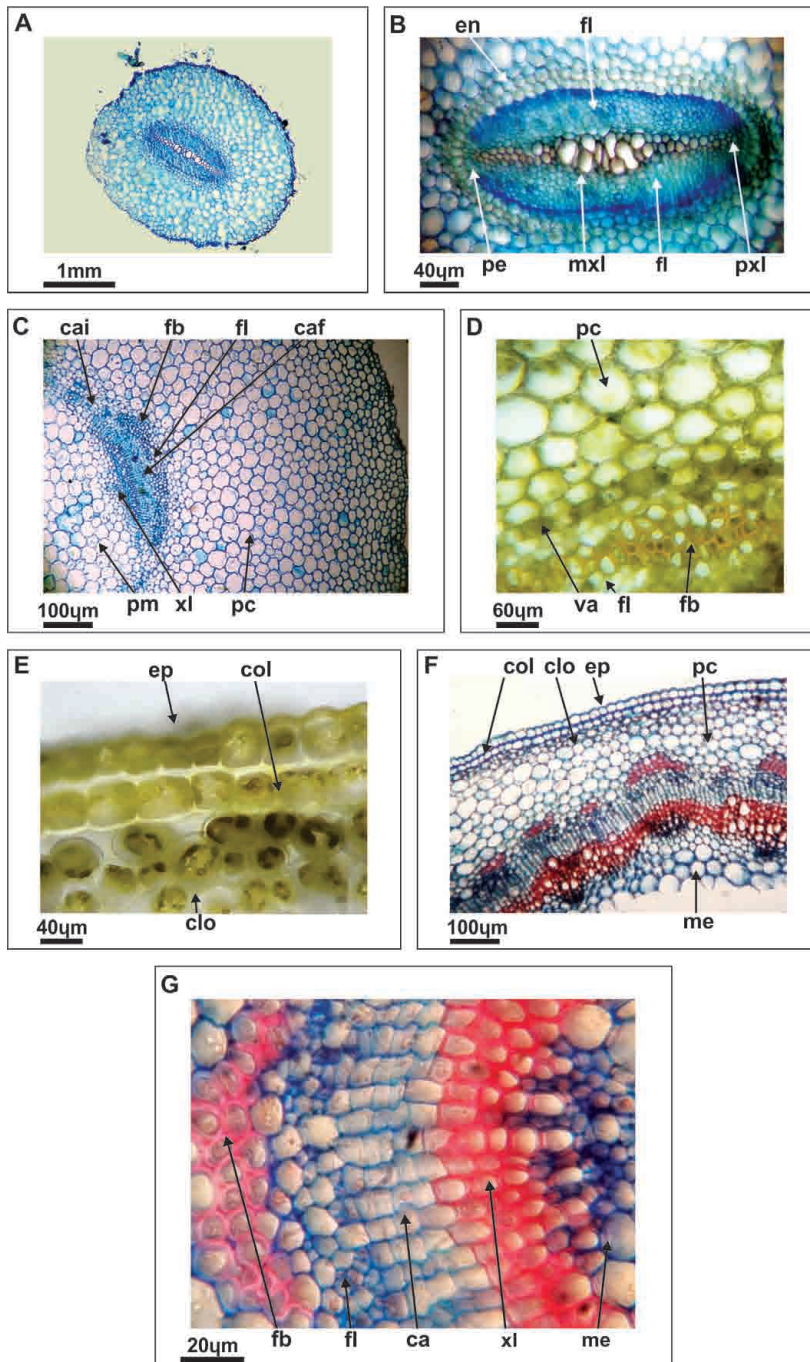 A
1mm
B
en fl
pe mxl fl pxl
40µm
C
cai fb fl caf
pm xl pc
100µm
D
pc
va fl fb
60µm
E
ep col
clo
40µm
F
col clo ep pc
me
100µm
G
fb fl ca xl me
20µm